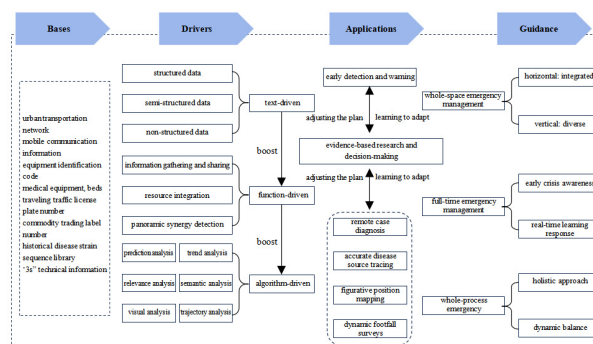 Bases
Drivers
Applications
Guidance
urban transportation
network
mobile communication
information
equipment identification
code
medical equipment, beds
traveling traffic license
plate number
commodity trading label
number
historical disease strain
sequence library
‘3s’ technical information
structured data
semi-structured data
non-structured data
text-driven
boost
information gathering and sharing
resource integration
panoramic synergy detection
function-driven
boost
prediction analysis
trend analysis
relevance analysis
semantic analysis
visual analysis
trajectory analysis
algorithm-driven
early detection and warning
adjusting the plan
learning to adapt
evidence-based research and
decision-making
adjusting the plan
learning to adapt
remote case
diagnosis
accurate disease
source tracing
figurative position
mapping
dynamic footfall
surveys
whole-space emergency
management
horizontal: integrated
vertical: diverse
full-time emergency
management
early crisis awareness
real-time learning
response
whole-process
emergency
holistic approach
dynamic balance